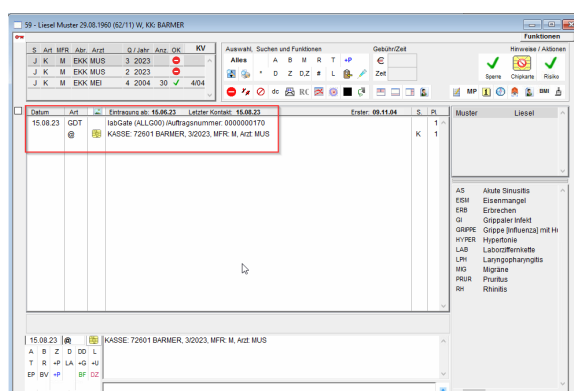 59 - Liesel Muster 29.08.1960 (62/11) W, KK: BARMER
Funktionen
S Art MFR Abr. Arzt Q / Jahr Anz. OK KV
J K M EKK MUS 3 2023
J K M EKK MUS 2 2023
J K M EKK MEI 4 2004 30 4/04
Auswahl, Suchen und Funktionen Gebühr/Zeit
Alles A B M R T +P €
* D Z D,Z # L Zeit
dc RC
Hinweise / Aktionen
Sperre Chipkarte Risiko
MP 1 BMI
Datum Art Eintragung ab: 15.06.23 Letzter Kontakt: 15.08.23 Erster: 09.11.04 S. Pl.
15.08.23 GDT labGate (ALLG00) /Auftragsnummer: 0000000170 1
@ KASSE: 72601 BARMER, 3/2023, MFR: M, Arzt: MUS K 1
Muster Liesel
AS Akute Sinusitis
EISM Eisenmangel
ERB Erbrechen
GI Grippaler Infekt
GRIPPE Grippe [Influenza] mit Hi
HYPER Hypertonie
LAB Laborziffernkette
LPH Laryngopharyngitis
MIG Migräne
PRUR Pruritus
RH Rhinitis
15.08.23 @ KASSE: 72601 BARMER, 3/2023, MFR: M, Arzt: MUS
A B Z D DD L
T R +P LA +G +U
EP BV +P BF DZ